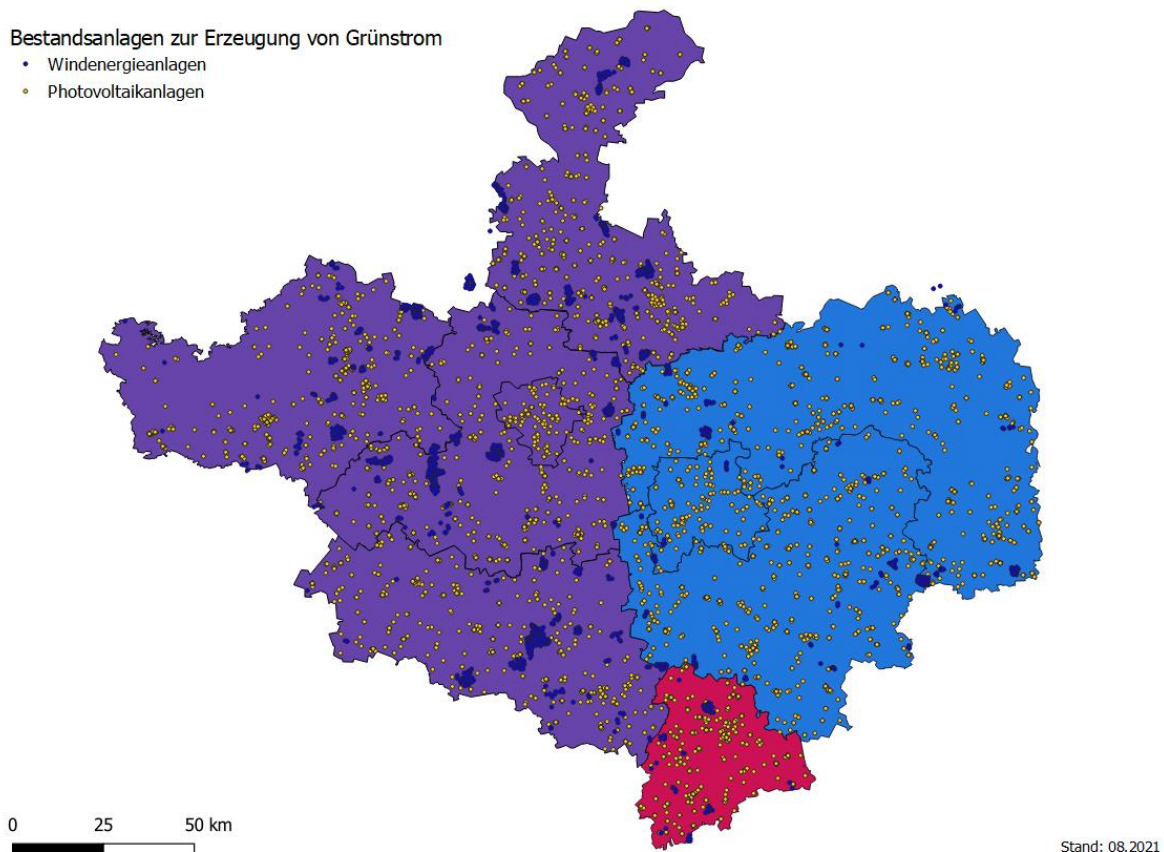 Bestandsanlagen zur Erzeugung von Grünstrom
Windenergieanlagen
Photovoltaikanlagen
0 25 50 km
Stand: 08.2021